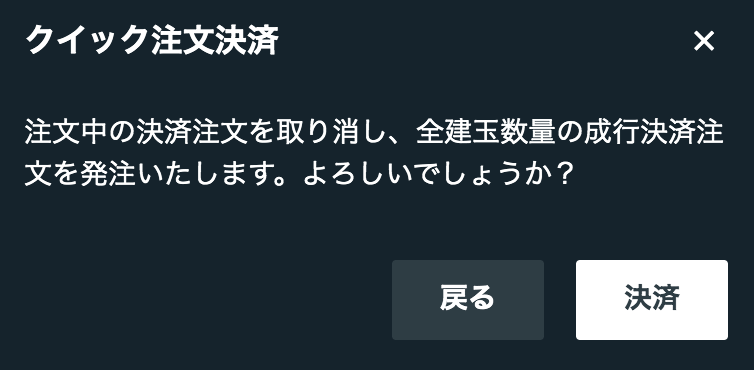 クイック注文決済
×
注文中の決済注文を取り消し、全建玉数量の成行決済注
文を発注いたします。よろしいでしょうか？
戻る
決済